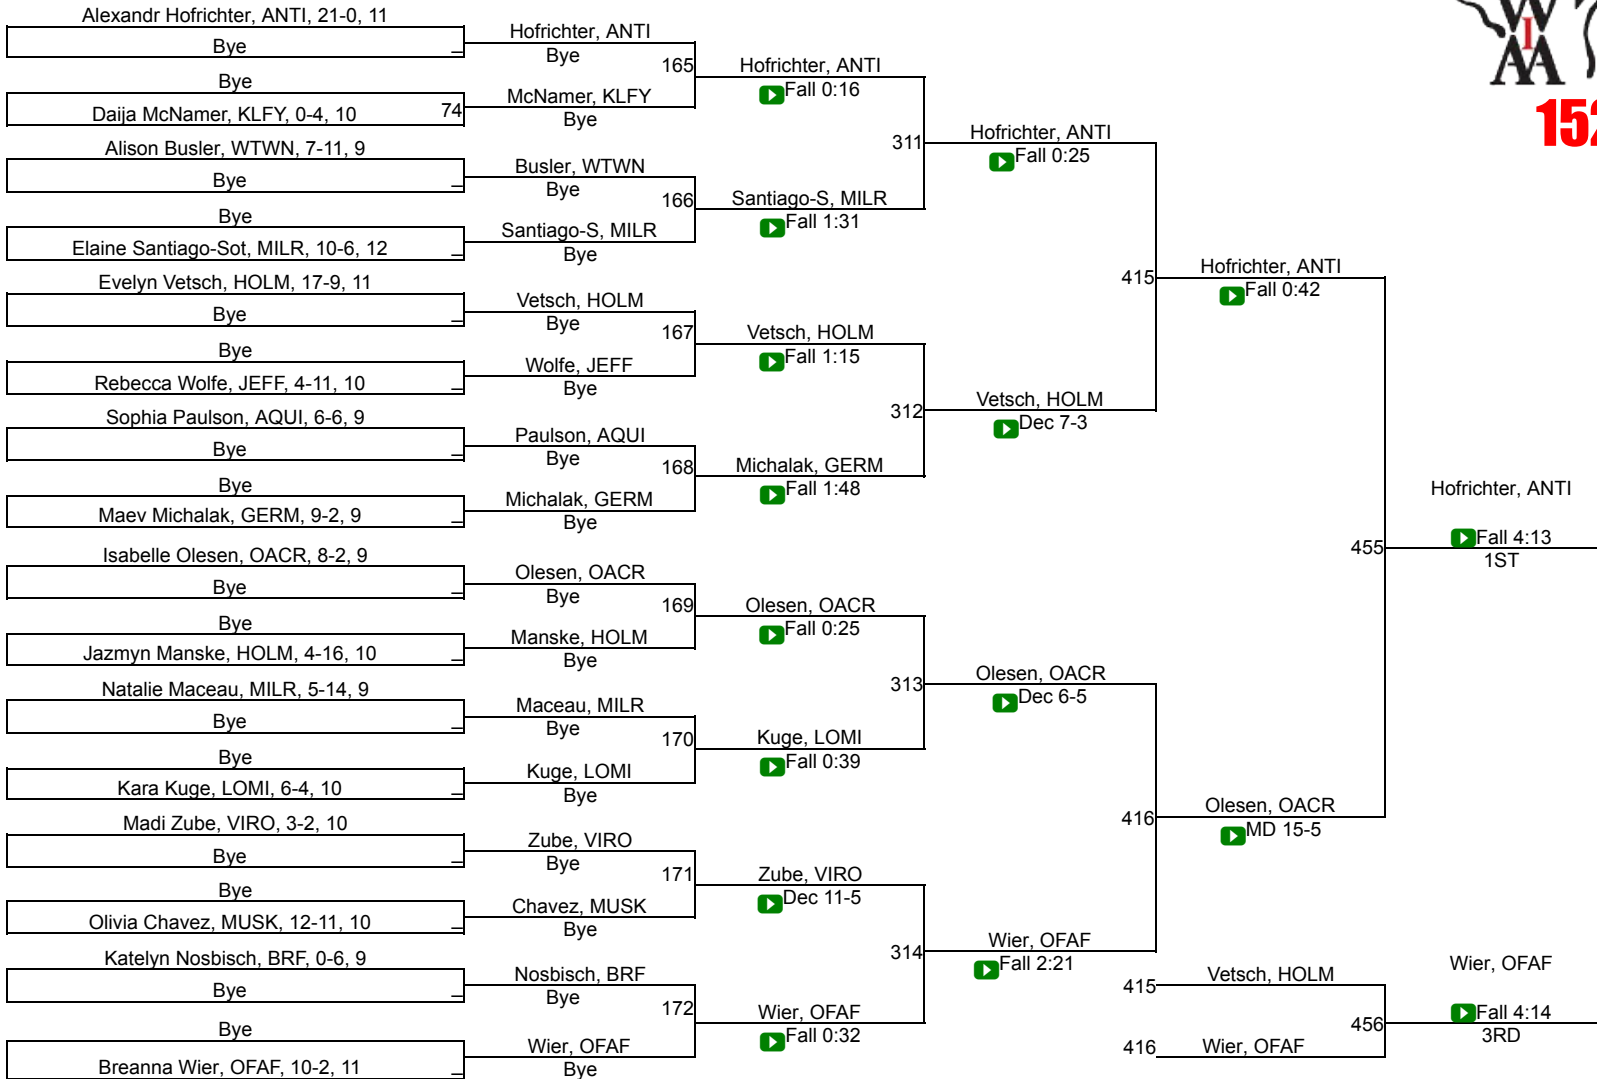 Alexandr Hofrichter, ANTI, 21-0, 11
Bye
Bye
Daija McNamer, KLFY, 0-4, 10
74
Alison Busler, WTWN, 7-11, 9
Bye
Bye
Elaine Santiago-Sot, MILR, 10-6, 12
Evelyn Vetsch, HOLM, 17-9, 11
Bye
Bye
Rebecca Wolfe, JEFF, 4-11, 10
Sophia Paulson, AQUI, 6-6, 9
Bye
Bye
Maev Michalak, GERM, 9-2, 9
Isabelle Olesen, OACR, 8-2, 9
Bye
Bye
Jazmyn Manske, HOLM, 4-16, 10
Natalie Maceau, MILR, 5-14, 9
Bye
Bye
Kara Kuge, LOMI, 6-4, 10
Madi Zube, VIRO, 3-2, 10
Bye
Bye
Olivia Chavez, MUSK, 12-11, 10
Katelyn Nosbisch, BRF, 0-6, 9
Bye
Bye
Breanna Wier, OFAF, 10-2, 11
Hofrichter, ANTI
Bye
165
McNamer, KLFY
Bye
Busler, WTWN
Bye
166
Santiago-S, MILR
Bye
Vetsch, HOLM
Bye
167
Wolfe, JEFF
Bye
Paulson, AQUI
Bye
168
Michalak, GERM
Bye
Olesen, OACR
Bye
169
Manske, HOLM
Bye
Maceau, MILR
Bye
170
Kuge, LOMI
Bye
Zube, VIRO
Bye
171
Chavez, MUSK
Bye
Nosbisch, BRF
Bye
172
Wier, OFAF
Bye
Hofrichter, ANTI
Fall 0:16
311
Santiago-S, MILR
Fall 1:31
Vetsch, HOLM
Fall 1:15
312
Michalak, GERM
Fall 1:48
Olesen, OACR
Fall 0:25
313
Kuge, LOMI
Fall 0:39
Zube, VIRO
Dec 11-5
314
Wier, OFAF
Fall 0:32
Hofrichter, ANTI
Fall 0:25
415
Vetsch, HOLM
Dec 7-3
Olesen, OACR
Dec 6-5
416
Wier, OFAF
Fall 2:21
Hofrichter, ANTI
Fall 0:42
455
Olesen, OACR
MD 15-5
415
Vetsch, HOLM
456
416
Wier, OFAF
WIAA
152
Hofrichter, ANTI
Fall 4:13
1ST
Wier, OFAF
Fall 4:14
3RD